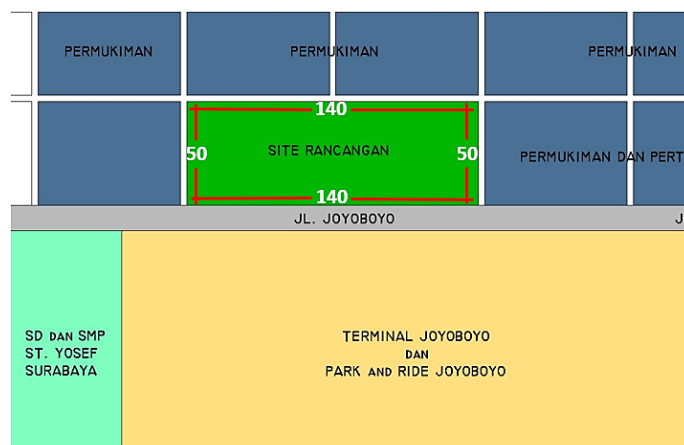 PERMUKIMAN
PERMUKIMAN
PERMUKIMAN
140
50
SITE RANCANGAN
50
PERMUKIMAN DAN PERT
140
JL. JOYOBOYO
J
SD DAN SMP
ST. YOSEF
SURABAYA
TERMINAL JOYOBOYO
DAN
PARK AND RIDE JOYOBOYO